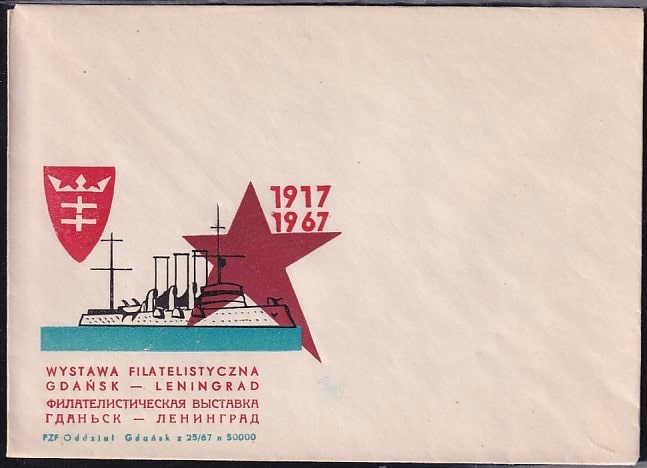 1917
1967
WYSTAWA FILATELISTYCZNA
GDAŃSK — LENINGRAD
ФИЛАТЕЛИСТИЧЕСКАЯ ВЫСТАВКА
ГДАНЬСК — ЛЕНИНГРАД
PZF Oddział Gdańsk z 25/67 n 50000